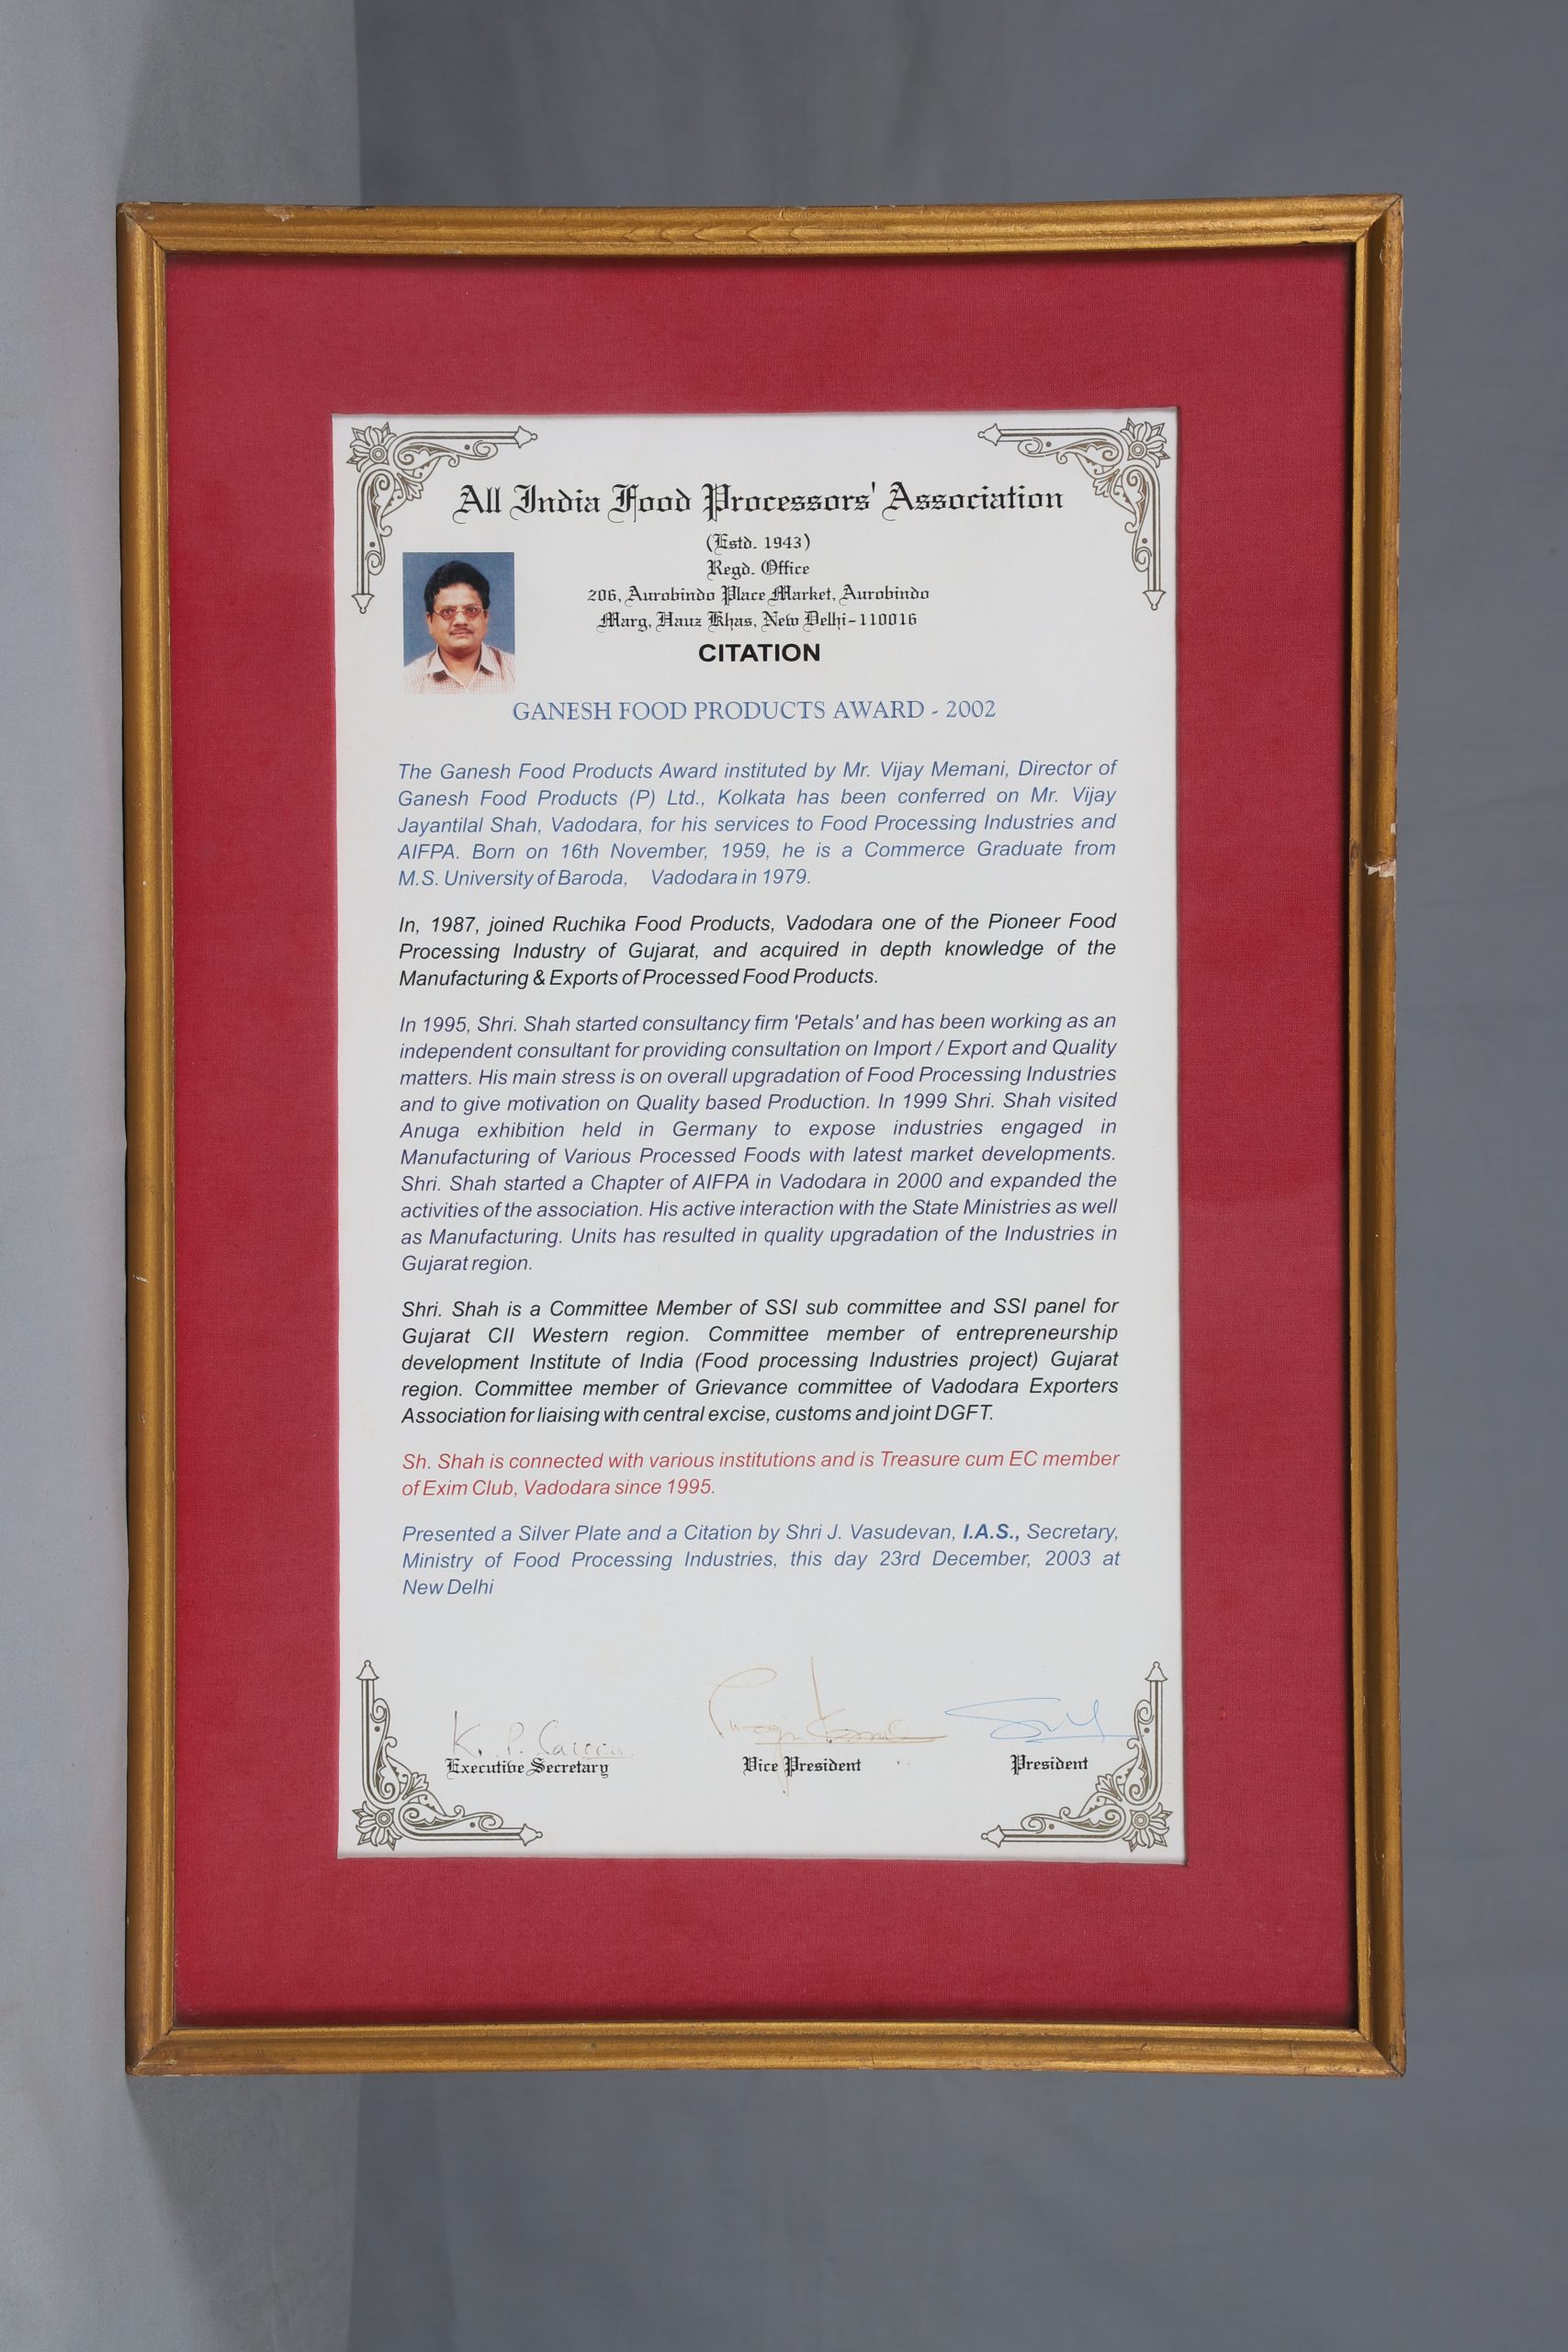 All India Food Processors' Association
(Estd. 1943)
Regd. Office
206, Aurobindo Place Market, Aurobindo
Marg, Hauz Khas, New Delhi-110016
CITATION
GANESH FOOD PRODUCTS AWARD - 2002
The Ganesh Food Products Award instituted by Mr. Vijay Memani, Director of
Ganesh Food Products (P) Ltd., Kolkata has been conferred on Mr. Vijay
Jayantilal Shah, Vadodara, for his services to Food Processing Industries and
AIFPA. Born on 16th November, 1959, he is a Commerce Graduate from
M.S. University of Baroda, Vadodara in 1979.
In, 1987, joined Ruchika Food Products, Vadodara one of the Pioneer Food
Processing Industry of Gujarat, and acquired in depth knowledge of the
Manufacturing & Exports of Processed Food Products.
In 1995, Shri. Shah started consultancy firm 'Petals' and has been working as an
independent consultant for providing consultation on Import / Export and Quality
matters. His main stress is on overall upgradation of Food Processing Industries
and to give motivation on Quality based Production. In 1999 Shri. Shah visited
Anuga exhibition held in Germany to expose industries engaged in
Manufacturing of Various Processed Foods with latest market developments.
Shri. Shah started a Chapter of AIFPA in Vadodara in 2000 and expanded the
activities of the association. His active interaction with the State Ministries as well
as Manufacturing. Units has resulted in quality upgradation of the Industries in
Gujarat region.
Shri. Shah is a Committee Member of SSI sub committee and SSI panel for
Gujarat CII Western region. Committee member of entrepreneurship
development Institute of India (Food processing Industries project) Gujarat
region. Committee member of Grievance committee of Vadodara Exporters
Association for liaising with central excise, customs and joint DGFT.
Sh. Shah is connected with various institutions and is Treasure cum EC member
of Exim Club, Vadodara since 1995.
Presented a Silver Plate and a Citation by Shri J. Vasudevan, I.A.S., Secretary,
Ministry of Food Processing Industries, this day 23rd December, 2003 at
New Delhi
K. P.
Executive Secretary Vice President President